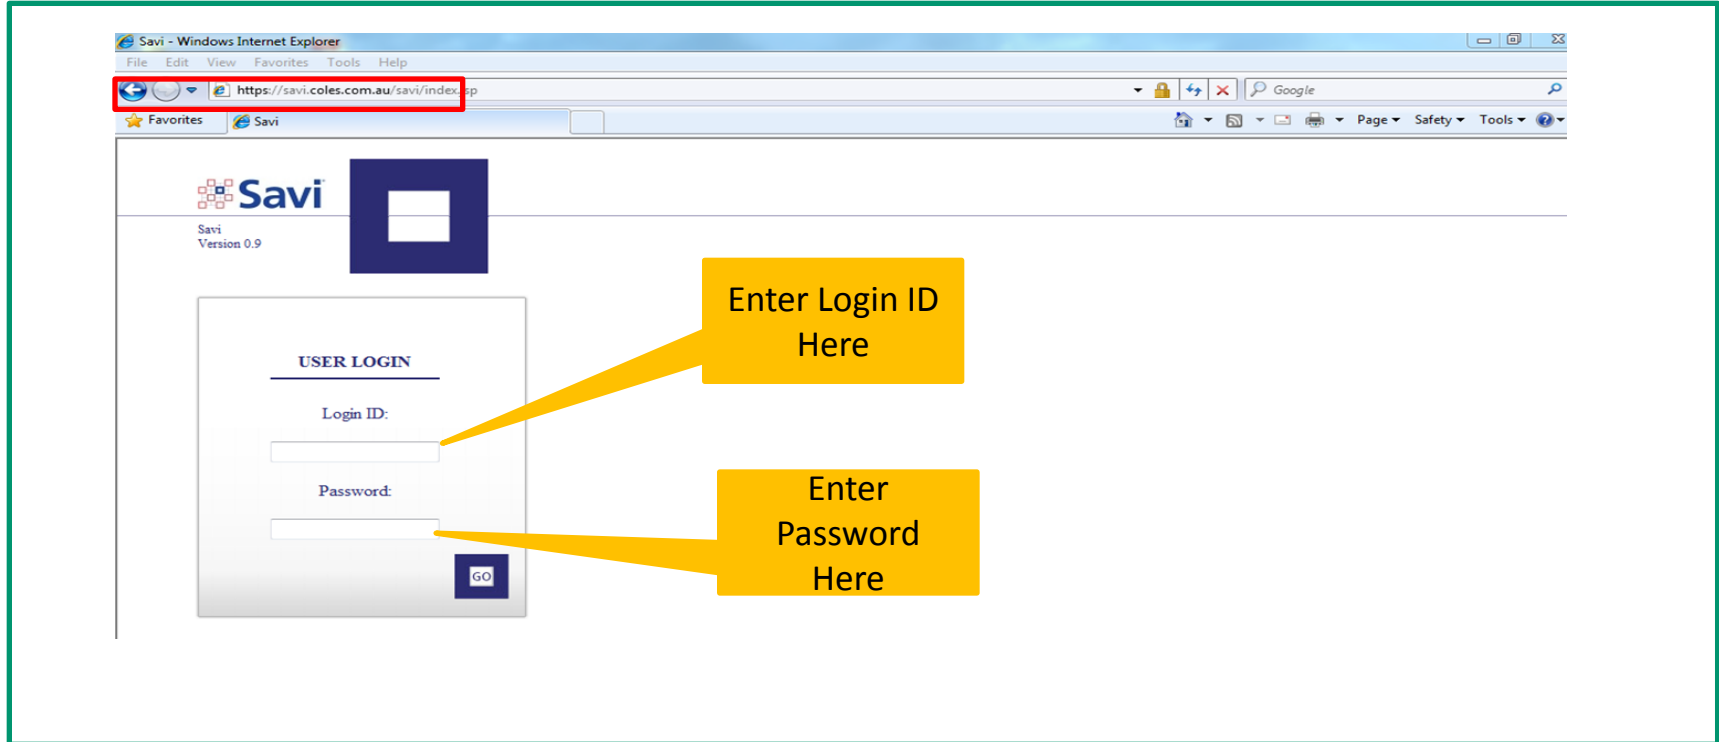 Savi - Windows Internet Explorer
File Edit View Favorites Tools Help
https://savi.coles.com.au/savi/index.jsp
Google
Favorites
Savi
Page
Safety
Tools
Savi
Savi
Version 0.9
Enter Login ID
Here
USER LOGIN
Login ID:
Password:
Enter
Password
Here
GO